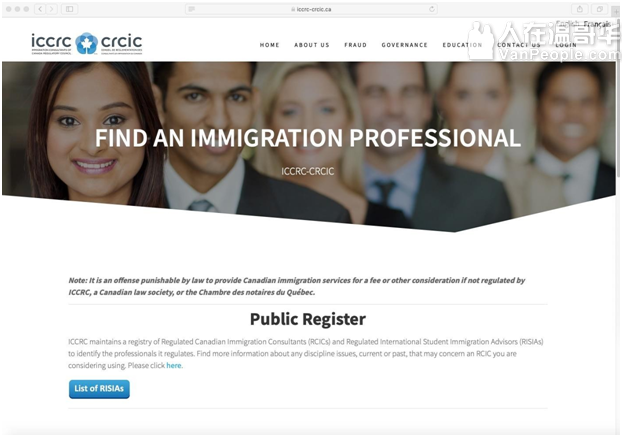 iccrc-crcic.ca
English Français
iccrc crcic
HOME ABOUT US FRAUD GOVERNANCE EDUCATION CONTACT US LOGIN
人在温哥华
VanPeople.com
FIND AN IMMIGRATION PROFESSIONAL
ICCRC-CRCIC
Note: It is an offense punishable by law to provide Canadian immigration services for a fee or other consideration if not regulated by
ICCRC, a Canadian law society, or the Chambre des notaires du Québec.
Public Register
ICCRC maintains a registry of Regulated Canadian Immigration Consultants (RCICs) and Regulated International Student Immigration Advisors (RISIAs)
to identify the professionals it regulates. Find more information about any discipline issues, current or past, that may concern an RCIC you are
considering using. Please click here.
List of RISIAs